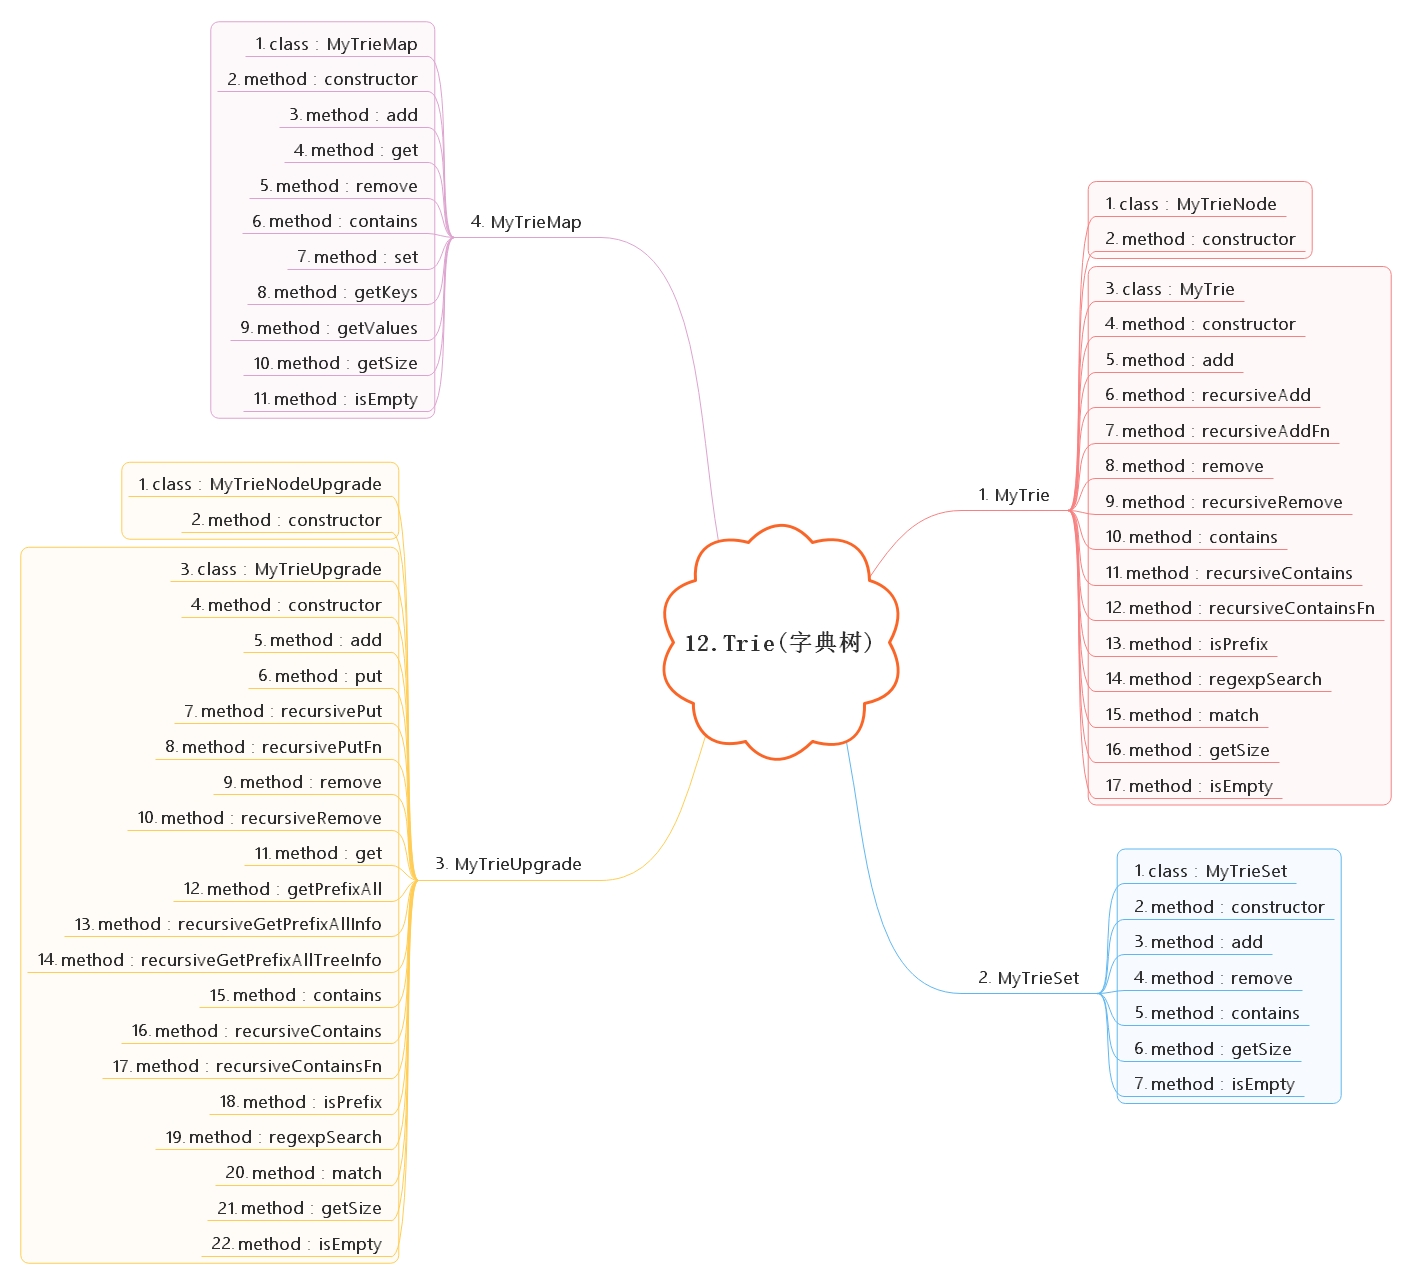 12.Trie(字典树)
1. MyTrie
1. class : MyTrieNode
2. method : constructor
3. class : MyTrie
4. method : constructor
5. method : add
6. method : recursiveAdd
7. method : recursiveAddFn
8. method : remove
9. method : recursiveRemove
10. method : contains
11. method : recursiveContains
12. method : recursiveContainsFn
13. method : isPrefix
14. method : regexpSearch
15. method : match
16. method : getSize
17. method : isEmpty
2. MyTrieSet
1. class : MyTrieSet
2. method : constructor
3. method : add
4. method : remove
5. method : contains
6. method : getSize
7. method : isEmpty
3. MyTrieUpgrade
1. class : MyTrieNodeUpgrade
2. method : constructor
3. class : MyTrieUpgrade
4. method : constructor
5. method : add
6. method : put
7. method : recursivePut
8. method : recursivePutFn
9. method : remove
10. method : recursiveRemove
11. method : get
12. method : getPrefixAll
13. method : recursiveGetPrefixAllInfo
14. method : recursiveGetPrefixAllTreeInfo
15. method : contains
16. method : recursiveContains
17. method : recursiveContainsFn
18. method : isPrefix
19. method : regexpSearch
20. method : match
21. method : getSize
22. method : isEmpty
4. MyTrieMap
1. class : MyTrieMap
2. method : constructor
3. method : add
4. method : get
5. method : remove
6. method : contains
7. method : set
8. method : getKeys
9. method : getValues
10. method : getSize
11. method : isEmpty